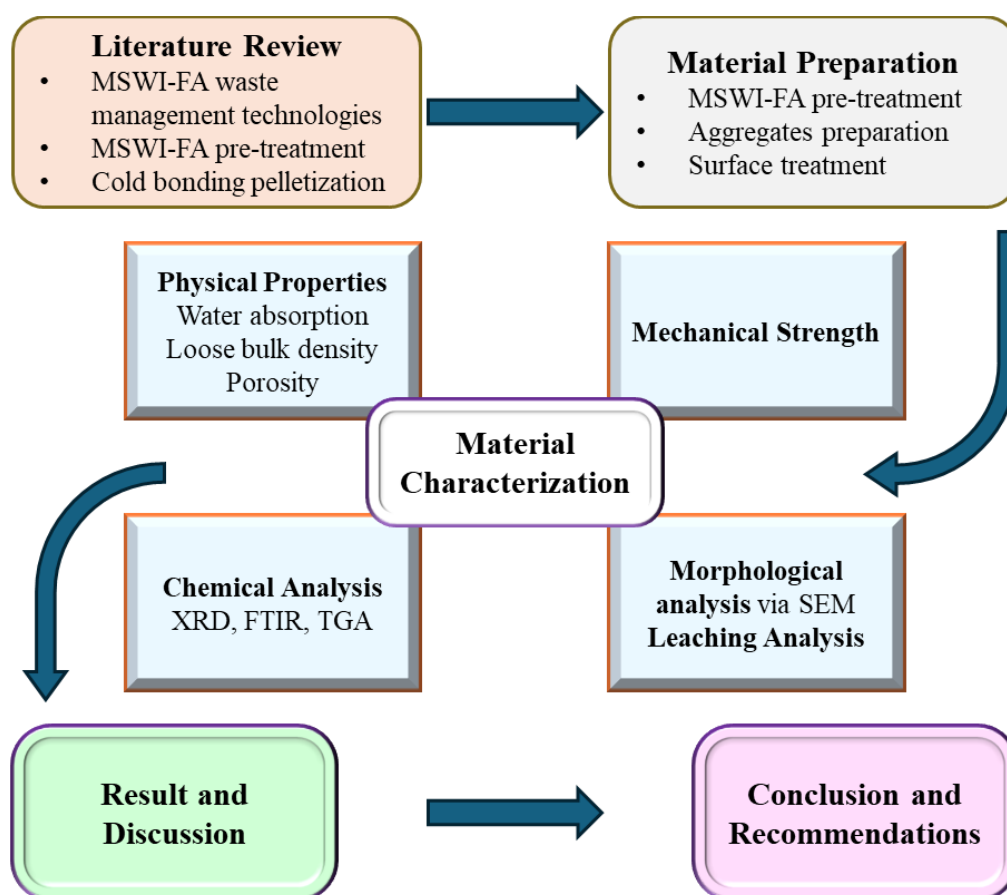 Literature Review
• MSWI-FA waste
management technologies
• MSWI-FA pre-treatment
• Cold bonding pelletization
Material Preparation
• MSWI-FA pre-treatment
• Aggregates preparation
• Surface treatment
Physical Properties
Water absorption
Loose bulk density
Porosity
Mechanical Strength
Material
Characterization
Chemical Analysis
XRD, FTIR, TGA
Morphological
analysis via SEM
Leaching Analysis
Result and
Discussion
Conclusion and
Recommendations